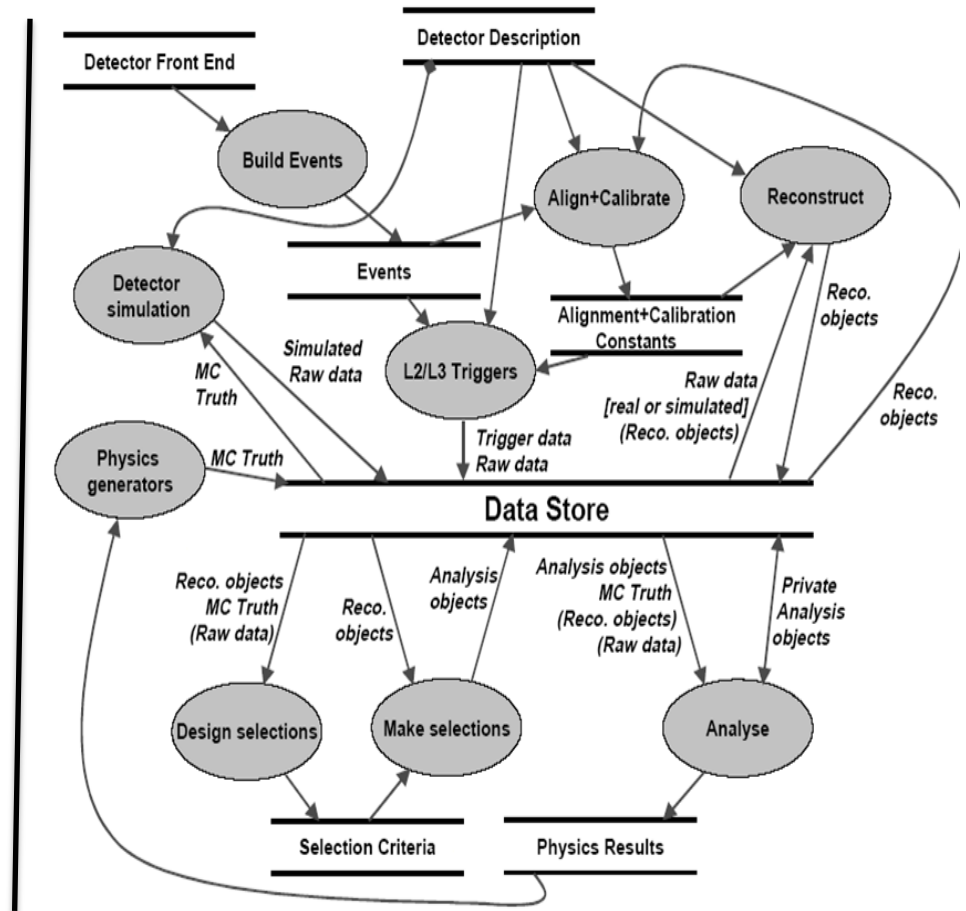 Detector Description
Detector Front End
Build Events
Align+Calibrate
Reconstruct
Events
Detector
simulation
Alignment+Calibration
Constants
Reco.
objects
Simulated
Raw data
MC
Truth
L2/L3 Triggers
Raw data
[real or simulated]
(Reco. objects)
Reco.
objects
Trigger data
Raw data
Physics
generators
MC Truth
Data Store
Reco. objects
MC Truth
(Raw data)
Reco.
objects
Analysis
objects
Analysis objects
MC Truth
(Reco. objects)
(Raw data)
Private
Analysis
objects
Design selections
Make selections
Analyse
Selection Criteria
Physics Results